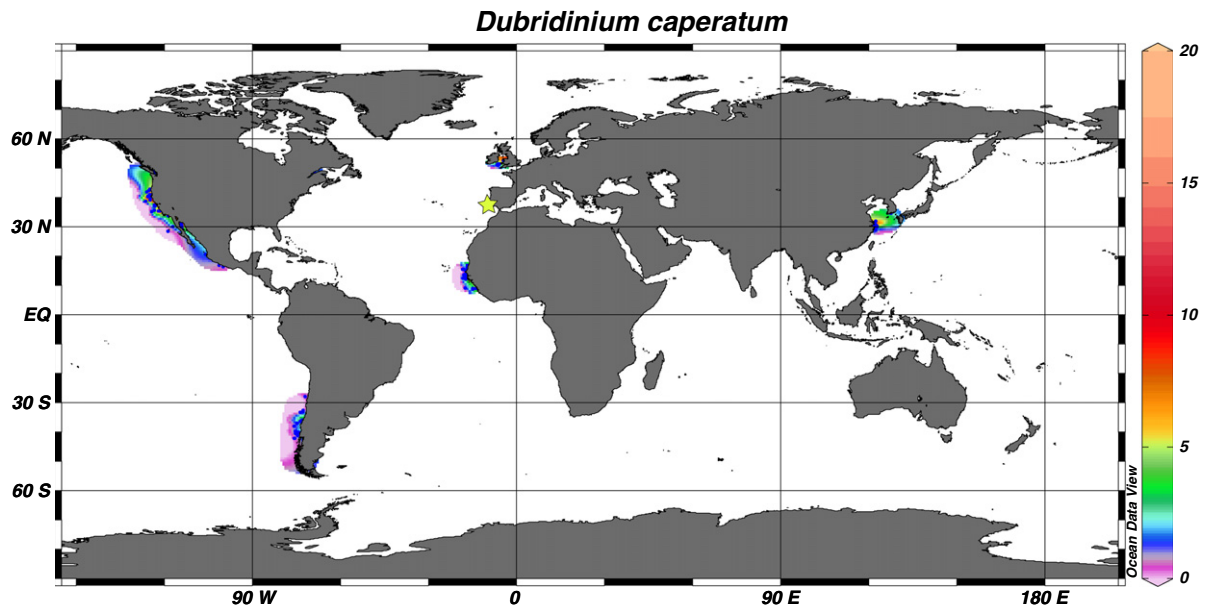 Dubridinium caperatum
60 N
30 N
EQ
30 S
60 S
90 W
0
90 E
180 E
20
15
10
5
0
Ocean Data View